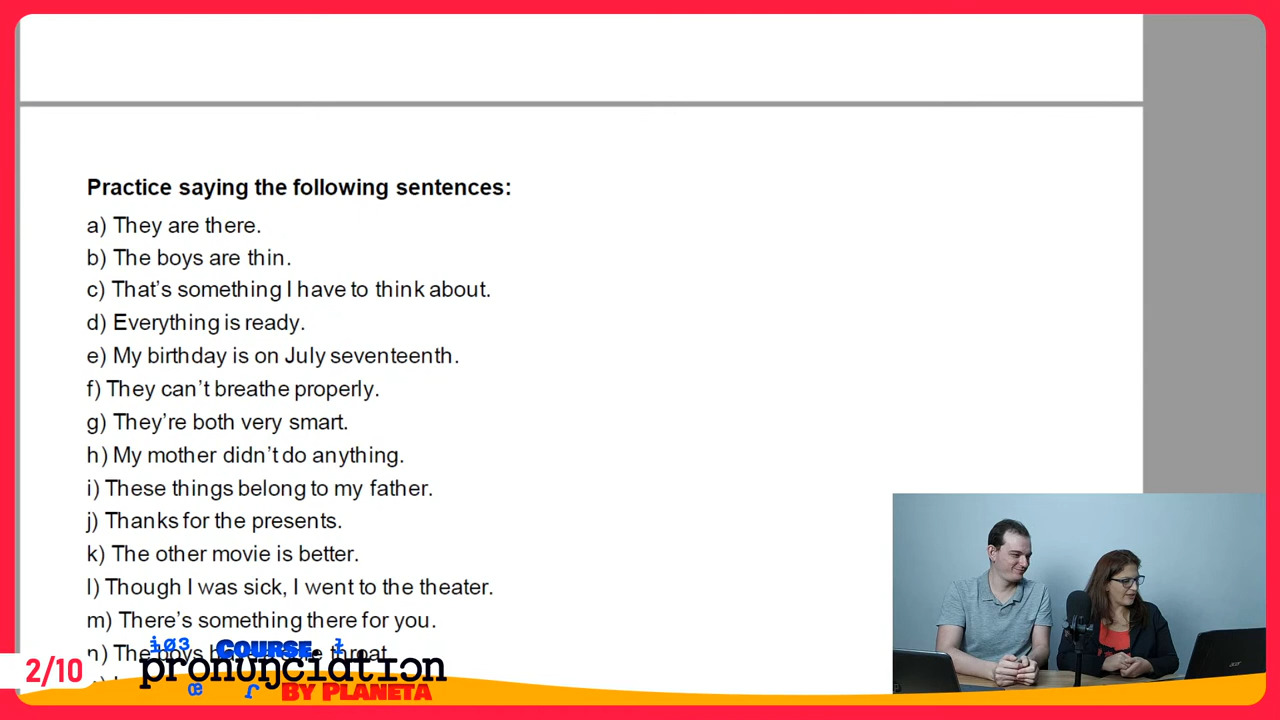 Practice saying the following sentences:
a) They are there.
b) The boys are thin.
c) That's something I have to think about.
d) Everything is ready.
e) My birthday is on July seventeenth.
f) They can't breathe properly.
g) They're both very smart.
h) My mother didn't do anything.
i) These things belong to my father.
j) Thanks for the presents.
k) The other movie is better.
l) Though I was sick, I went to the theater.
m) There's something there for you.
n) The boys throat
ɨØɜ COURSE ɫ
2/10 pronunciation
œ ɾ BY PLANETA
acer